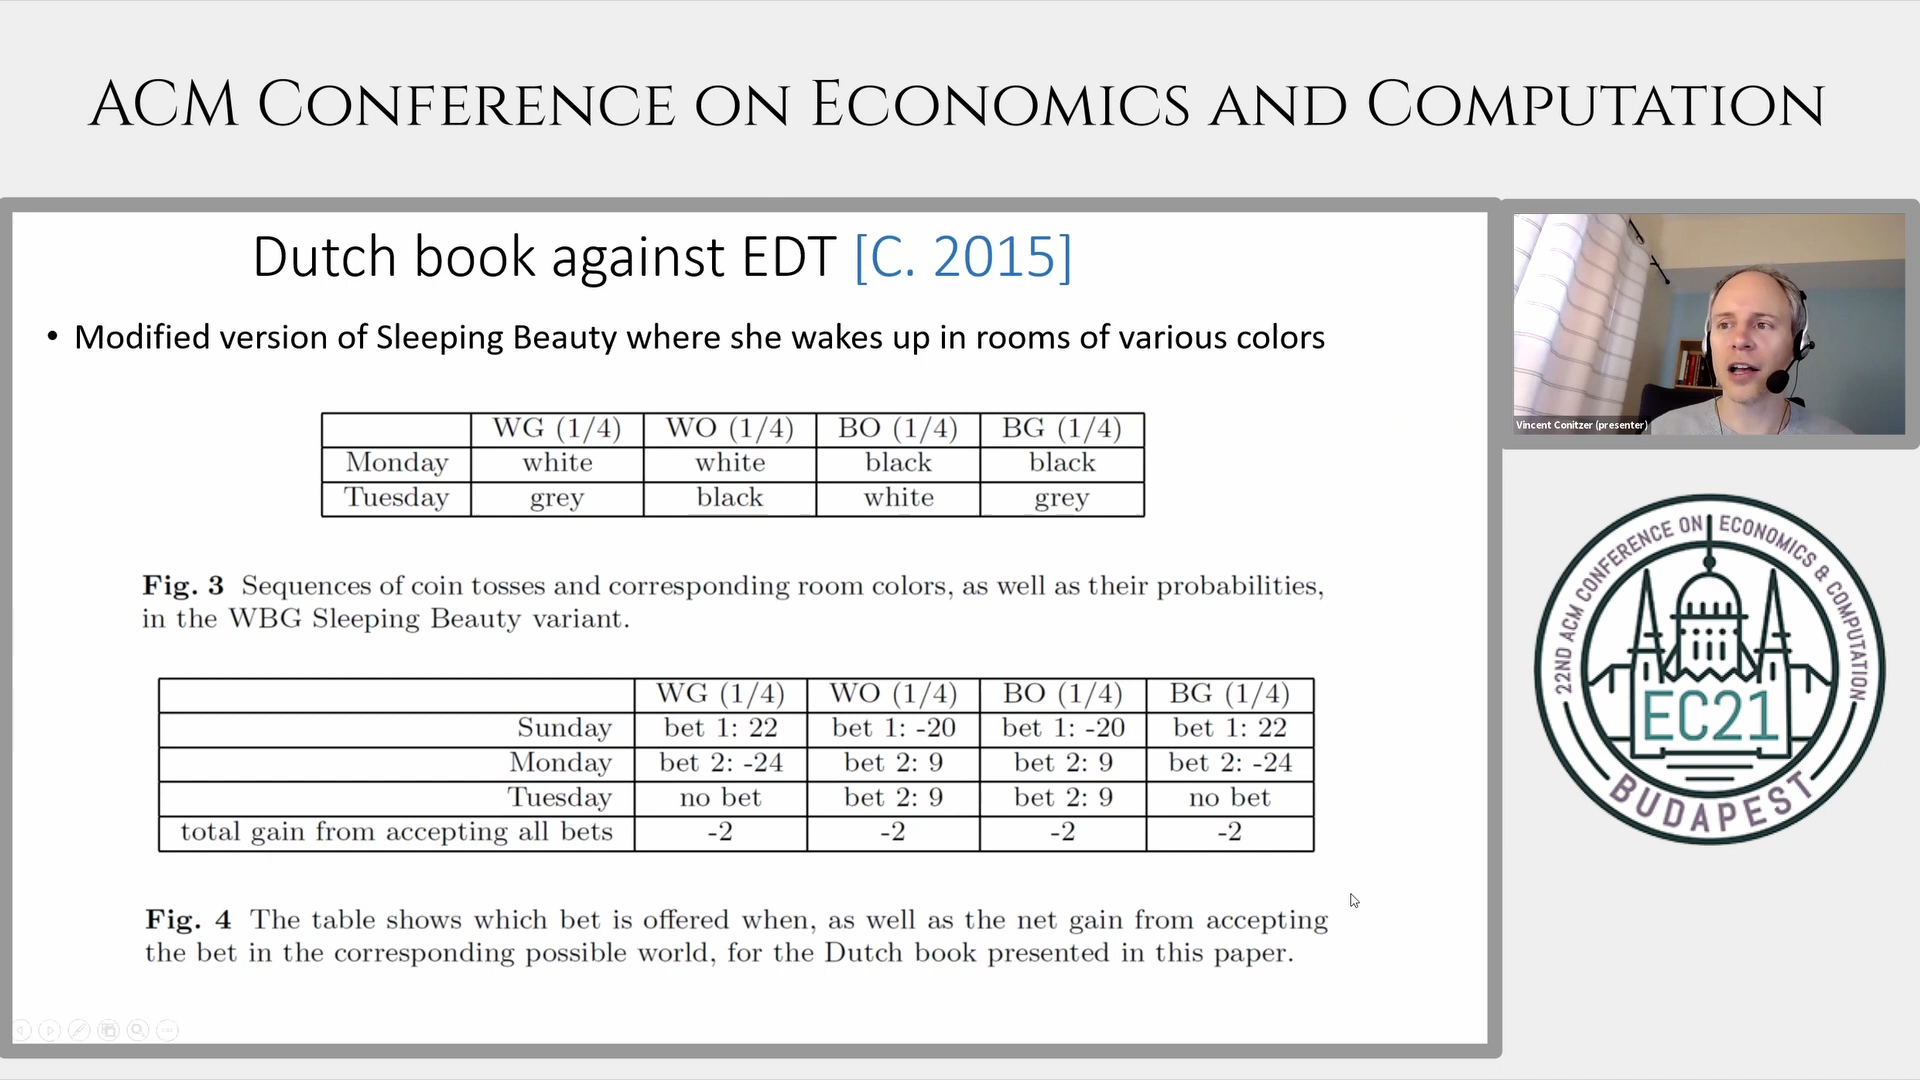 ACM Conference on Economics and Computation
Dutch book against EDT [C. 2015]
• Modified version of Sleeping Beauty where she wakes up in rooms of various colors
WG (1/4) WO (1/4) BO (1/4) BG (1/4)
Monday white white black black
Tuesday grey black white grey
Fig. 3 Sequences of coin tosses and corresponding room colors, as well as their probabilities,
in the WBG Sleeping Beauty variant.
WG (1/4) WO (1/4) BO (1/4) BG (1/4)
Sunday bet 1: 22 bet 1: -20 bet 1: -20 bet 1: 22
Monday bet 2: -24 bet 2: 9 bet 2: 9 bet 2: -24
Tuesday no bet bet 2: 9 bet 2: 9 no bet
total gain from accepting all bets -2 -2 -2 -2
Fig. 4 The table shows which bet is offered when, as well as the net gain from accepting
the bet in the corresponding possible world, for the Dutch book presented in this paper.
Vincent Conitzer (presenter)
22ND ACM CONFERENCE ON ECONOMICS & COMPUTATION
EC21
BUDAPEST